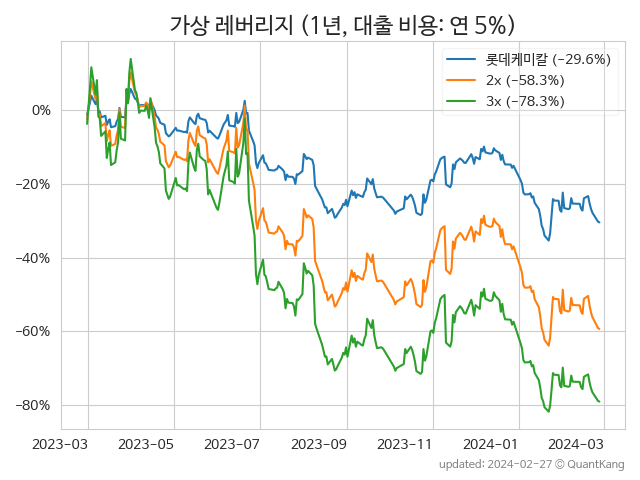 가상 레버리지 (1년, 대출 비용: 연 5%)
롯데케미칼 (−29.6%)
2x (−58.3%)
3x (−78.3%)
0%
−20%
−40%
−60%
−80%
2023−03 2023−05 2023−07 2023−09 2023−11 2024−01 2024−03
updated: 2024-02-27 © QuantKang